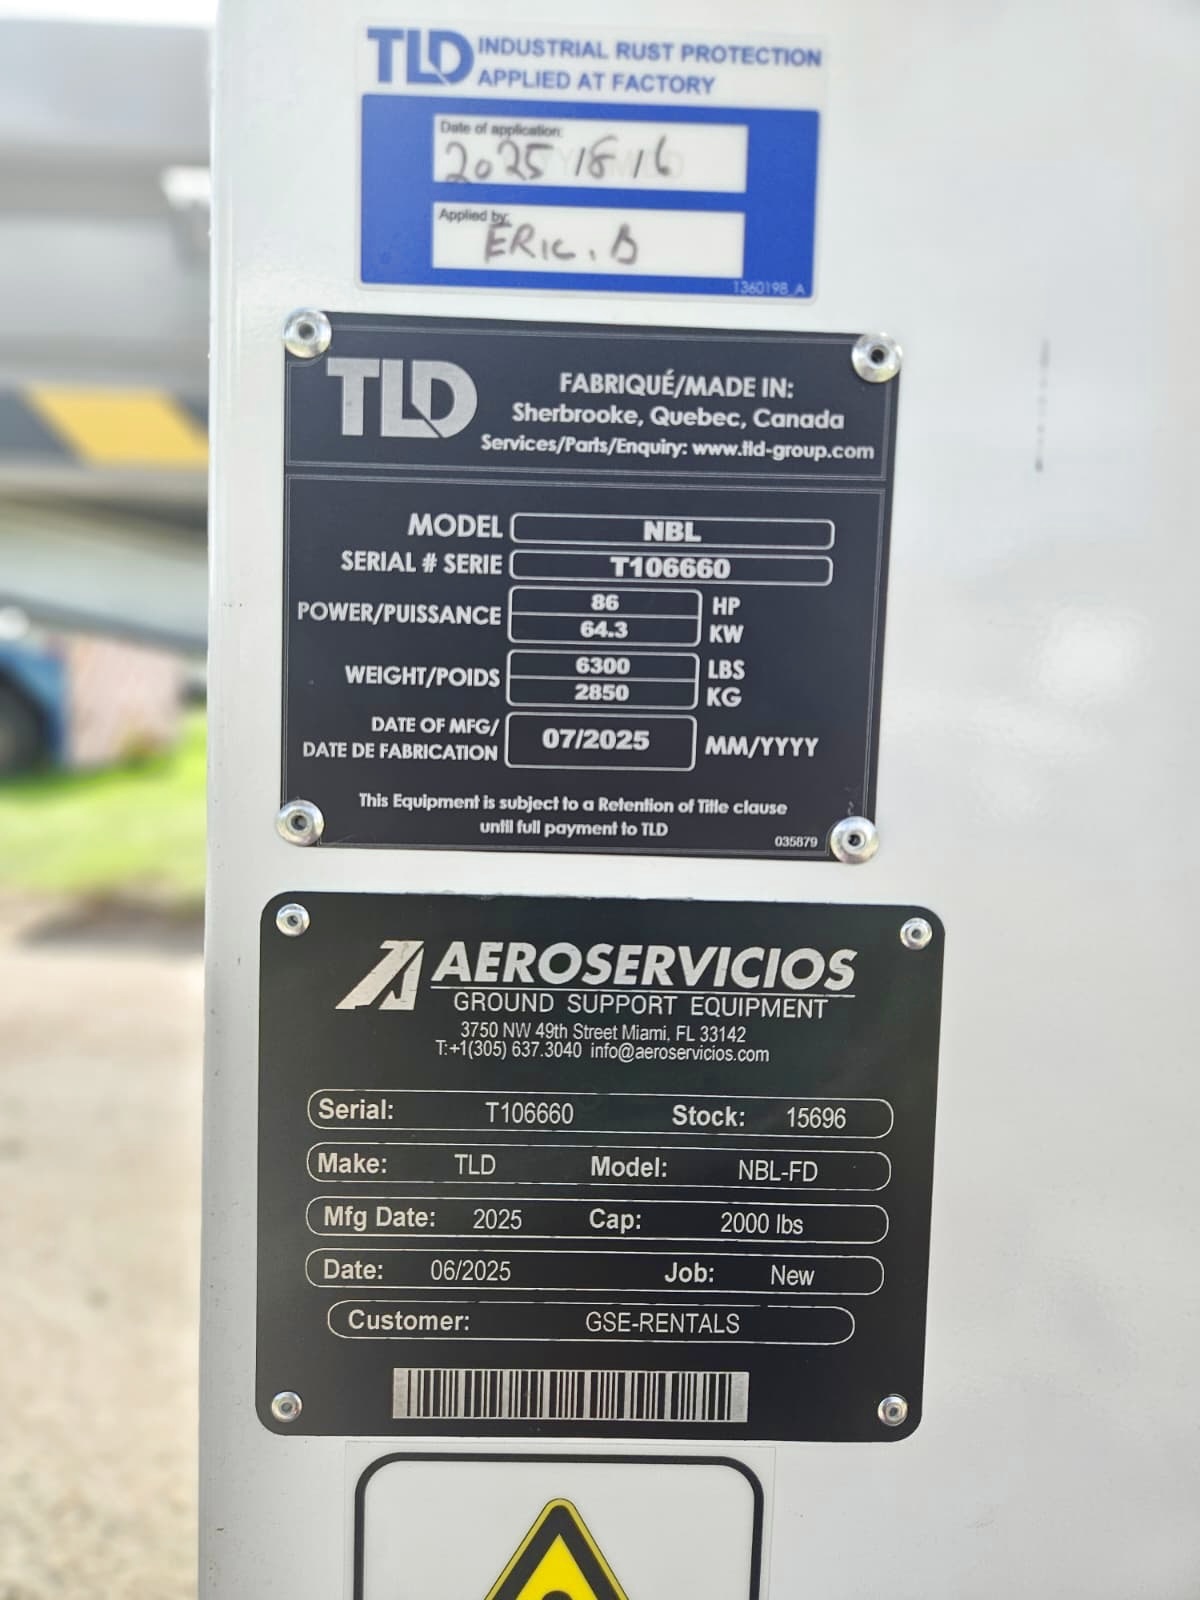 TLD INDUSTRIAL RUST PROTECTION
APPLIED AT FACTORY
Date of application:
2025/8/6
Applied by:
ERIC. B
1360198_A
TLD
FABRIQUÉ/MADE IN:
Sherbrooke, Quebec, Canada
Services/Parts/Enquiry: www.tld-group.com
MODEL NBL
SERIAL # SERIE T106660
POWER/PUISSANCE 86 HP
64.3 KW
WEIGHT/POIDS 6300 LBS
2850 KG
DATE OF MFG/
DATE DE FABRICATION 07/2025 MM/YYYY
This Equipment is subject to a Retention of Title clause
until full payment to TLD
035879
AEROSERVICIOS
GROUND SUPPORT EQUIPMENT
3750 NW 49th Street Miami, FL 33142
T:+1(305) 637.3040 info@aeroservicios.com
Serial: T106660 Stock: 15696
Make: TLD Model: NBL-FD
Mfg Date: 2025 Cap: 2000 lbs
Date: 06/2025 Job: New
Customer: GSE-RENTALS